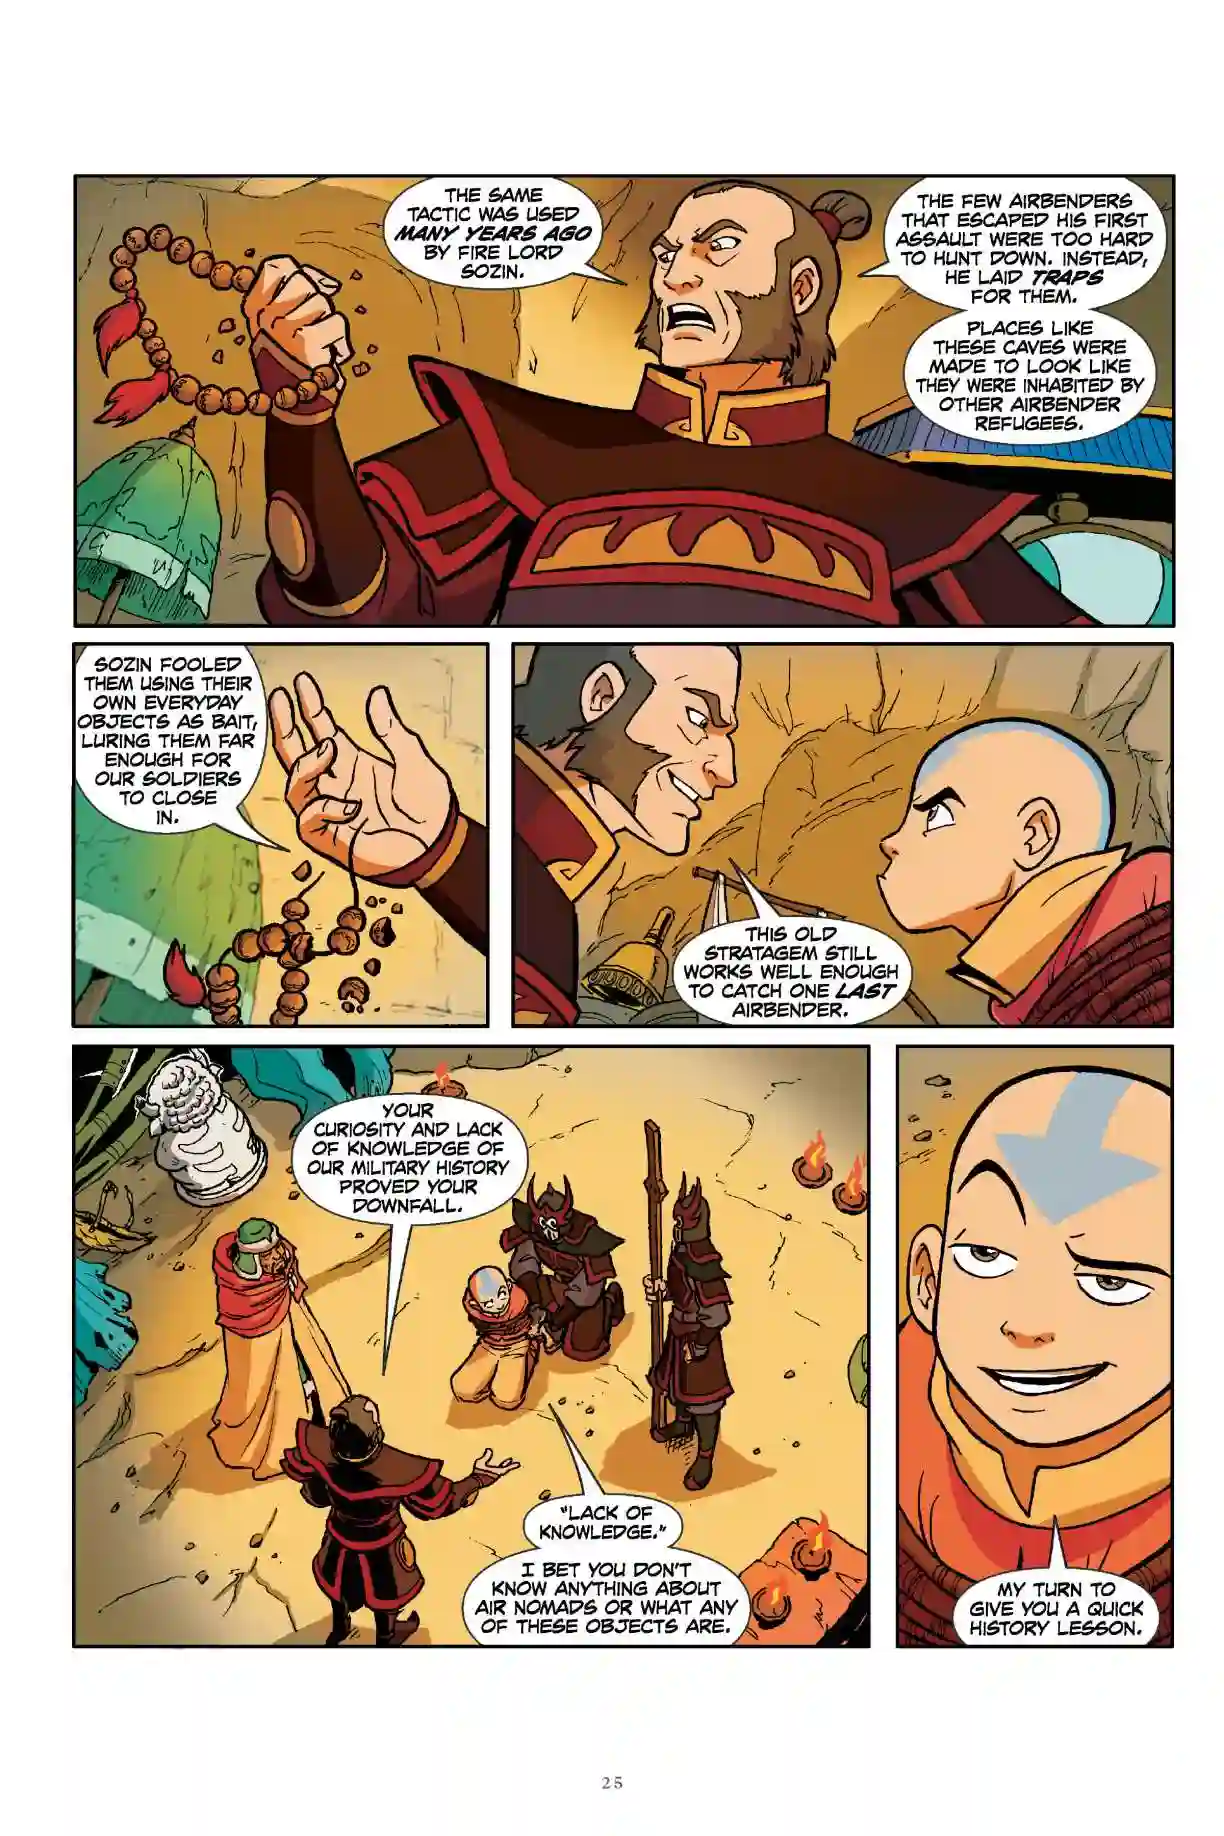 THE SAME
TACTIC WAS USED
MANY YEARS AGO
BY FIRE LORD
SOZIN.
THE FEW AIRBENDERS
THAT ESCAPED HIS FIRST
ASSAULT WERE TOO HARD
TO HUNT DOWN. INSTEAD,
HE LAID TRAPS
FOR THEM.
PLACES LIKE
THESE CAVES WERE
MADE TO LOOK LIKE
THEY WERE INHABITED BY
OTHER AIRBENDER
REFUGEES.
SOZIN FOOLED
THEM USING THEIR
OWN EVERYDAY
OBJECTS AS BAIT,
LURING THEM FAR
ENOUGH FOR
OUR SOLDIERS
TO CLOSE
IN.
THIS OLD
STRATAGEM STILL
WORKS WELL ENOUGH
TO CATCH ONE LAST
AIRBENDER.
YOUR
CURIOSITY AND LACK
OF KNOWLEDGE OF
OUR MILITARY HISTORY
PROVED YOUR
DOWNFALL.
"LACK OF
KNOWLEDGE."
I BET YOU DON'T
KNOW ANYTHING ABOUT
AIR NOMADS OR WHAT ANY
OF THESE OBJECTS ARE.
MY TURN TO
GIVE YOU A QUICK
HISTORY LESSON.
25